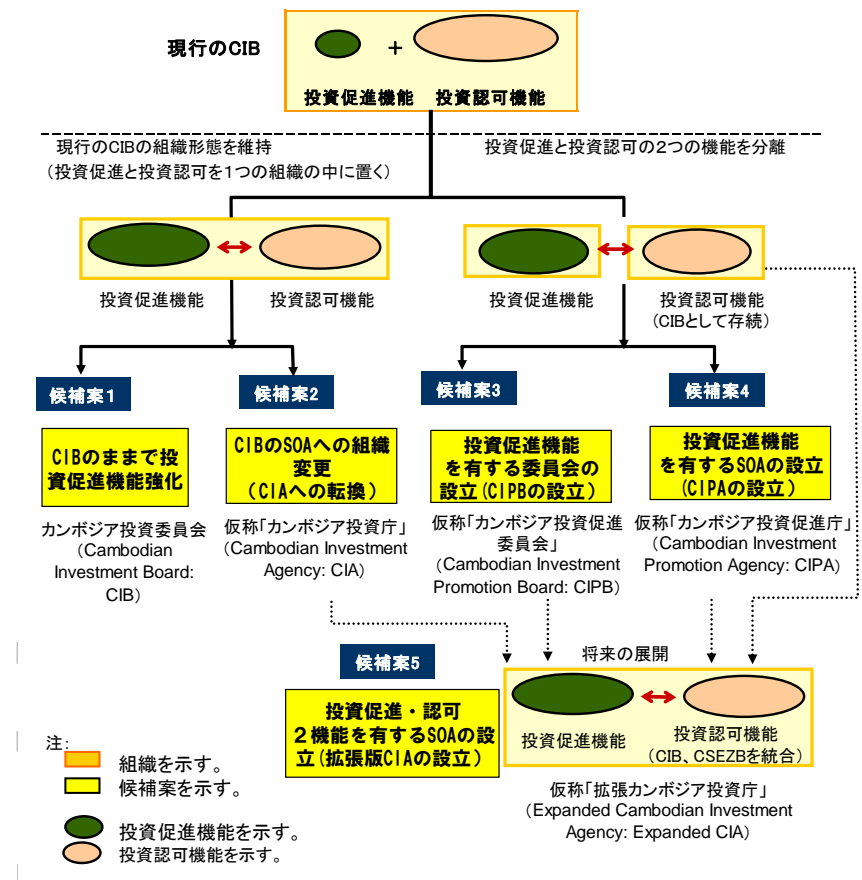 現行のCIB
+
投資促進機能 投資認可機能
現行のCIBの組織形態を維持
(投資促進と投資認可を1つの組織の中に置く)
投資促進と投資認可の2つの機能を分離
投資促進機能
投資認可機能
投資促進機能
投資認可機能
(CIBとして存続)
候補案1
候補案2
候補案3
候補案4
CIBのままで投
資促進機能強化
CIBのSOAへの組織
変更
(CIAへの転換)
投資促進機能
を有する委員会の
設立(CIPBの設立)
投資促進機能
を有するSOAの設立
(CIPAの設立)
カンボジア投資委員会
(Cambodian
Investment Board:
CIB)
仮称「カンボジア投資庁」
(Cambodian Investment
Agency: CIA)
仮称「カンボジア投資促進
委員会」
(Cambodian Investment
Promotion Board: CIPB)
仮称「カンボジア投資促進庁」
(Cambodian Investment
Promotion Agency: CIPA)
候補案5
将来の展開
投資促進・認可
2機能を有するSOAの設
立(拡張版CIAの設立)
投資促進機能
投資認可機能
(CIB、CSEZBを統合)
仮称「拡張カンボジア投資庁」
(Expanded Cambodian Investment
Agency: Expanded CIA)
注:
組織を示す。
候補案を示す。
投資促進機能を示す。
投資認可機能を示す。